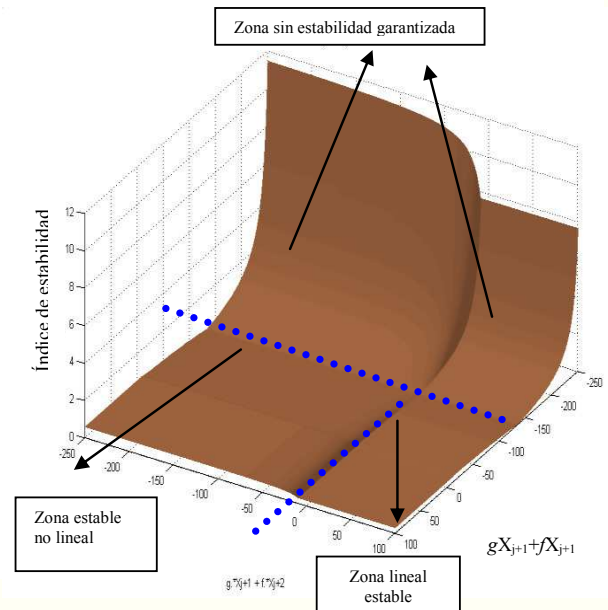 Zona sin estabilidad garantizada
Índice de estabilidad
12
10
8
6
4
2
0
-250
-200
-150
-100
-50
0
50
100
-250
-200
-150
-100
-50
0
50
100
Zona estable
no lineal
Zona lineal
estable
gXj+1+fXj+1
g.*Xj+1 + f.*Xj+2